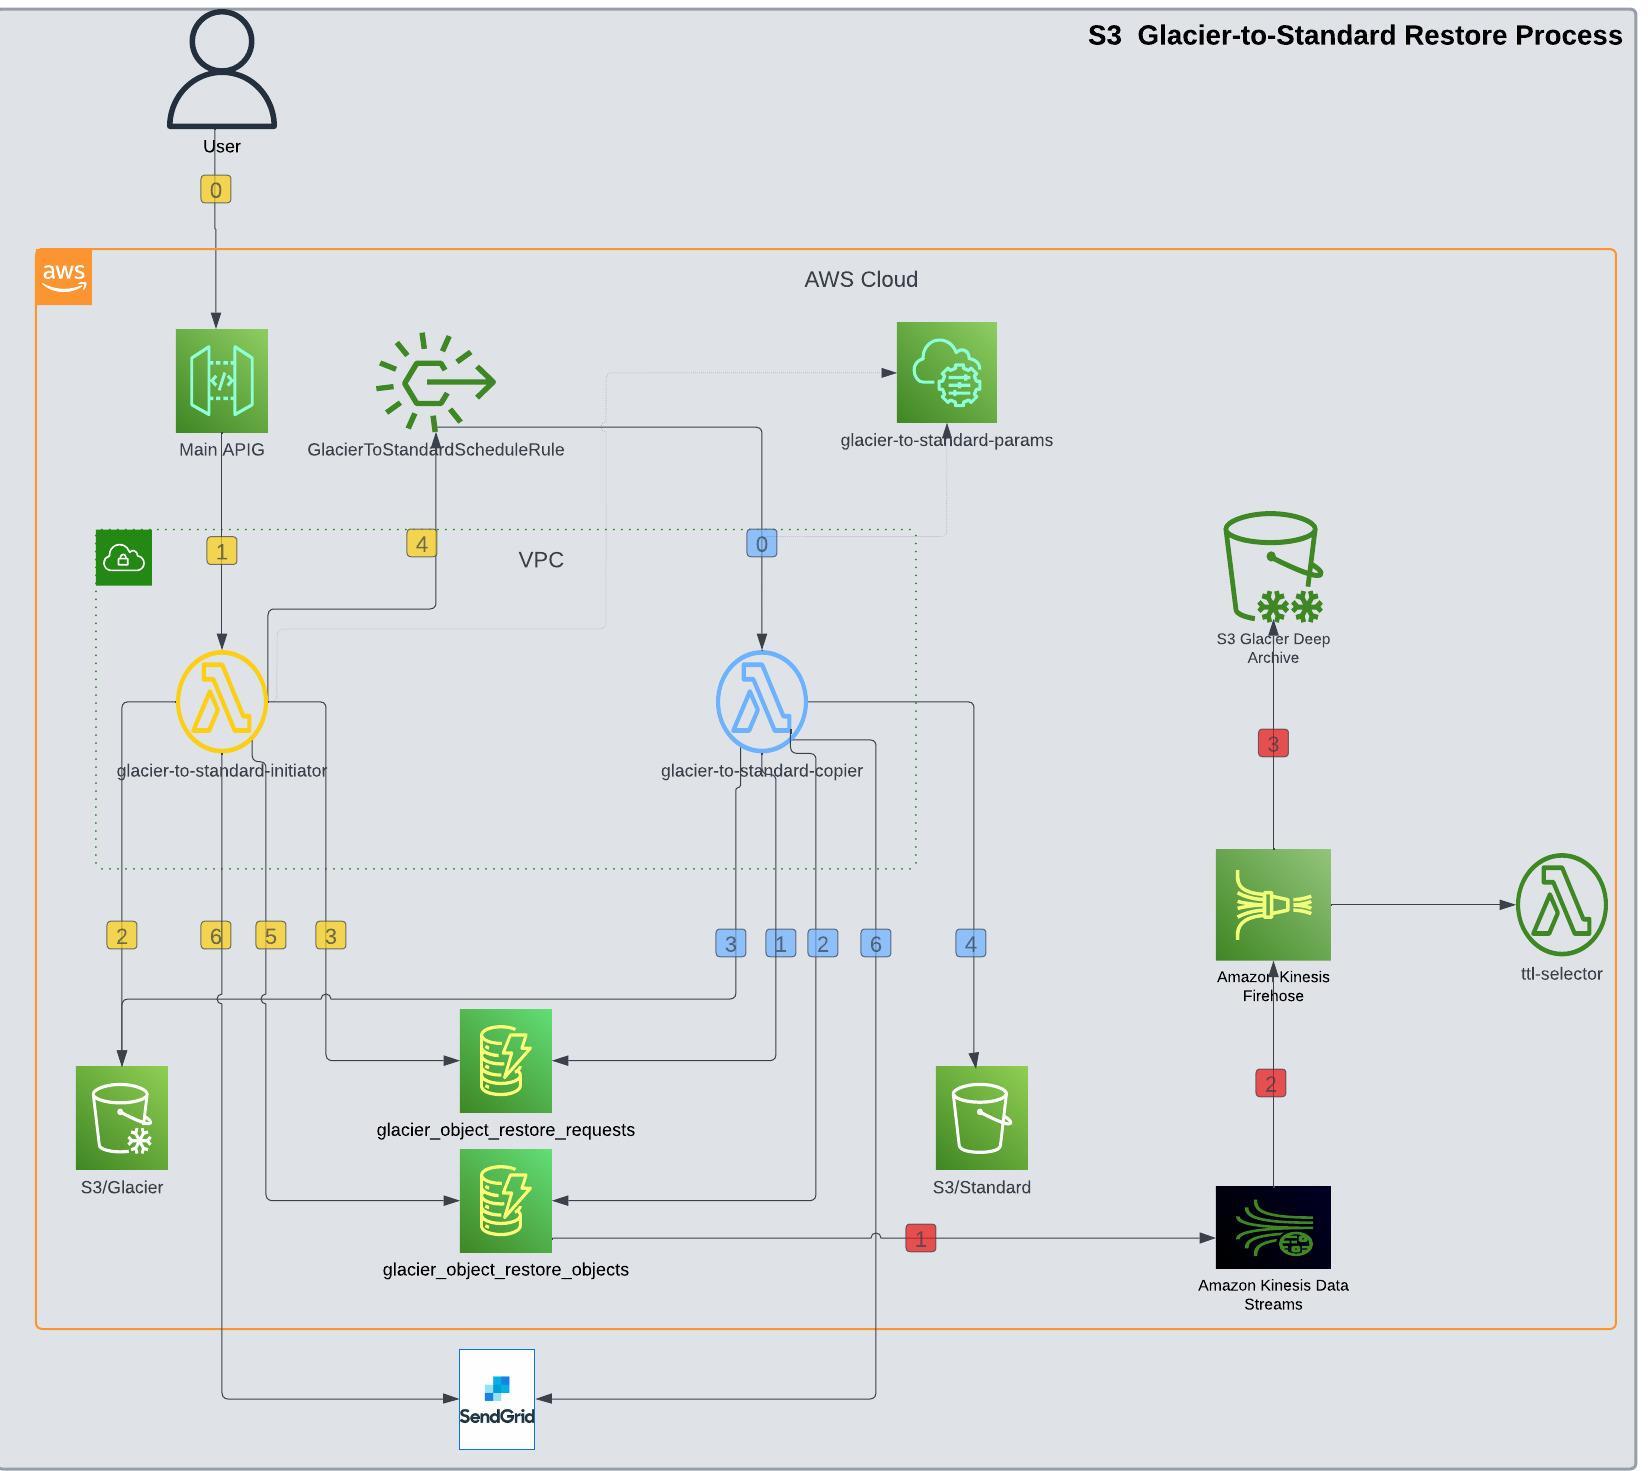 S3 Glacier-to-Standard Restore Process
User
0
aws
AWS Cloud
Main APIG
GlacierToStandardScheduleRule
glacier-to-standard-params
1
4
VPC
0
S3 Glacier Deep
Archive
glacier-to-standard-initiator
glacier-to-standard-copier
3
2
6
5
3
3
1
2
6
4
Amazon Kinesis
Firehose
ttl-selector
2
glacier_object_restore_requests
S3/Glacier
S3/Standard
1
glacier_object_restore_objects
Amazon Kinesis Data
Streams
SendGrid